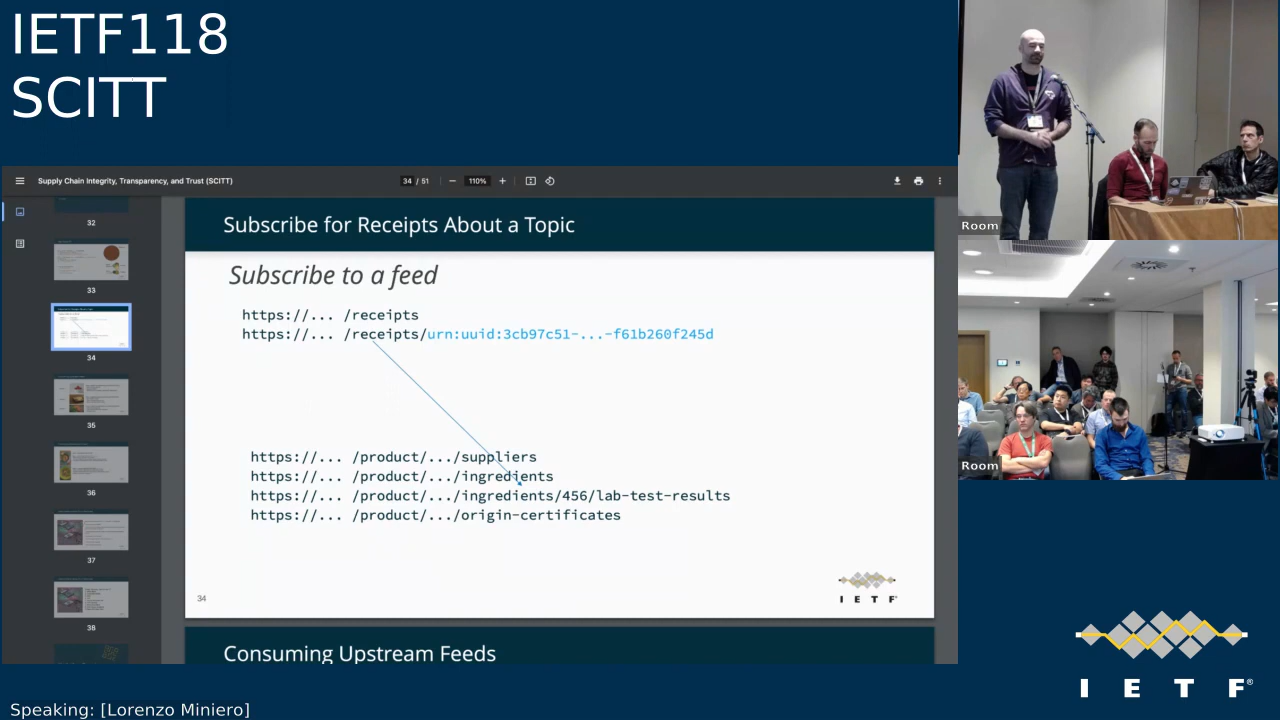 IETF118
SCITT
Supply Chain Integrity, Transparency, and Trust (SCITT)
34 / 51
110%
32
33
34
35
36
37
38
Subscribe for Receipts About a Topic
Subscribe to a feed
https://... /receipts
https://... /receipts/urn:uuid:3cb97c51-...-f61b260f245d
https://... /product/.../suppliers
https://... /product/.../ingredients
https://... /product/.../ingredients/456/lab-test-results
https://... /product/.../origin-certificates
34
I E T F
Consuming Upstream Feeds
Room
Room
I E T F®
Speaking: [Lorenzo Miniero]